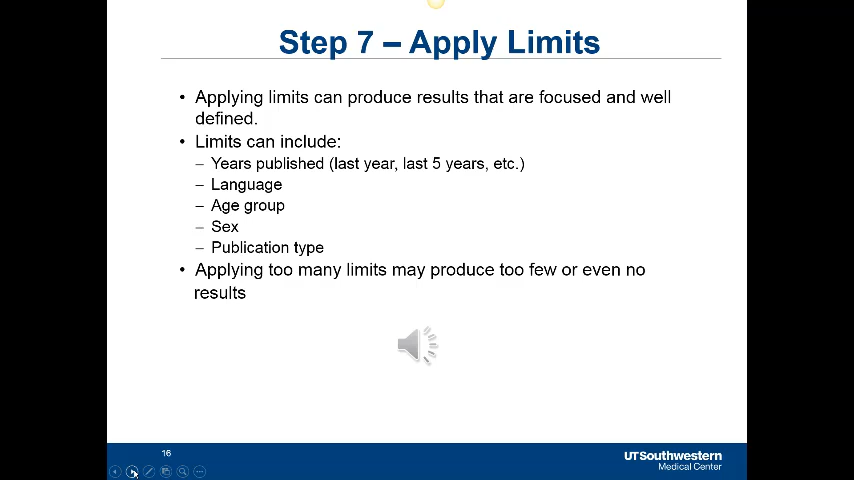 Step 7 – Apply Limits
• Applying limits can produce results that are focused and well
defined.
• Limits can include:
– Years published (last year, last 5 years, etc.)
– Language
– Age group
– Sex
– Publication type
• Applying too many limits may produce too few or even no
results
16
UTSouthwestern
Medical Center